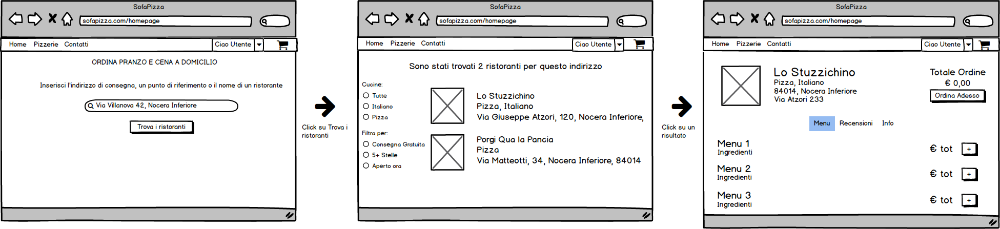 SofaPizza
sofapizza.com/homepage
Home Pizzerie Contatti Ciao Utente
ORDINA PRANZO E CENA A DOMICILIO
Inserisci l'indirizzo di consegna, un punto di riferimento o il nome di un ristorante
Via Villanova 42, Nocera Inferiore
Trova i ristoranti
Click su Trova i
ristoranti
SofaPizza
sofapizza.com/homepage
Home Pizzerie Contatti Ciao Utente
Sono stati trovati 2 ristoranti per questo indirizzo
Cucine:
Tutte
Italiano
Pizza
Filtra per:
Consegna Gratuita
5+ Stelle
Aperto ora
Lo Stuzzichino
Pizza, Italiano
Via Giuseppe Atzori, 120, Nocera Inferiore,
Porgi Qua la Pancia
Pizza
Via Matteotti, 34, Nocera Inferiore, 84014
Click su un
risultato
SofaPizza
sofapizza.com/homepage
Home Pizzerie Contatti Ciao Utente
Lo Stuzzichino
Pizza, Italiano
84014, Nocera Inferiore
Via Atzori 233
Totale Ordine
€ 0,00
Ordina Adesso
Menu Recensioni Info
Menu 1 € tot +
Ingredienti
Menu 2 € tot +
Ingredienti
Menu 3 € tot +
Ingredienti